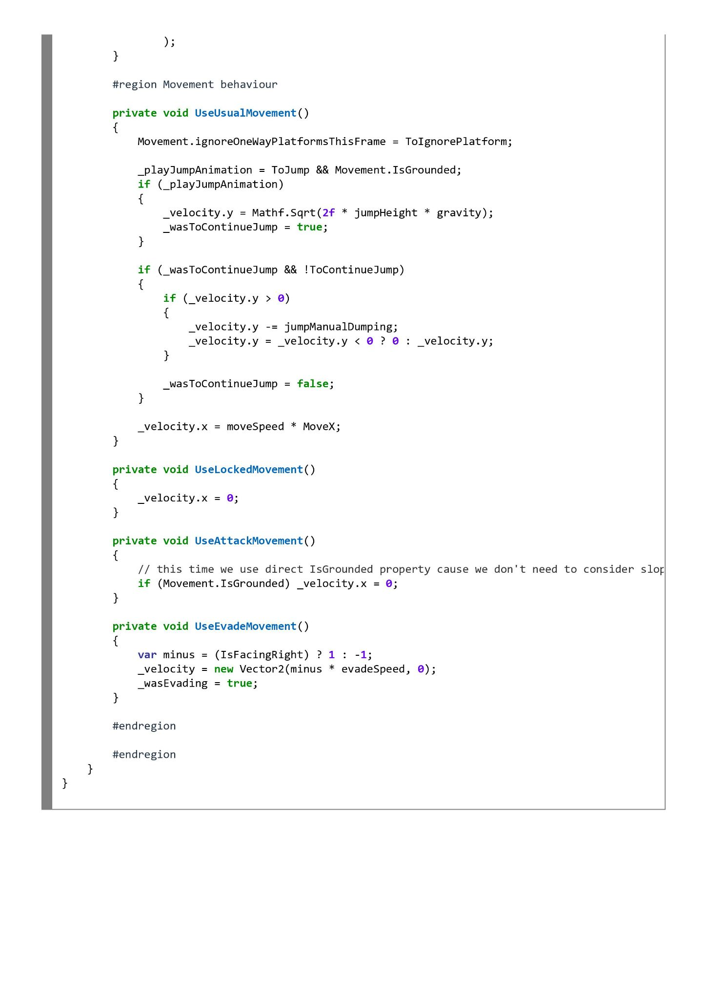 );
}
#region Movement behaviour
private void UseUsualMovement()
{
Movement.ignoreOneWayPlatformsThisFrame = ToIgnorePlatform;
_playJumpAnimation = ToJump && Movement.IsGrounded;
if (_playJumpAnimation)
{
_velocity.y = Mathf.Sqrt(2f * jumpHeight * gravity);
_wasToContinueJump = true;
}
if (_wasToContinueJump && !ToContinueJump)
{
if (_velocity.y > 0)
{
_velocity.y -= jumpManualDumping;
_velocity.y = _velocity.y < 0 ? 0 : _velocity.y;
}
_wasToContinueJump = false;
}
_velocity.x = moveSpeed * MoveX;
}
private void UseLockedMovement()
{
_velocity.x = 0;
}
private void UseAttackMovement()
{
// this time we use direct IsGrounded property cause we don't need to consider slop
if (Movement.IsGrounded) _velocity.x = 0;
}
private void UseEvadeMovement()
{
var minus = (IsFacingRight) ? 1 : -1;
_velocity = new Vector2(minus * evadeSpeed, 0);
_wasEvading = true;
}
#endregion
#endregion
}
}